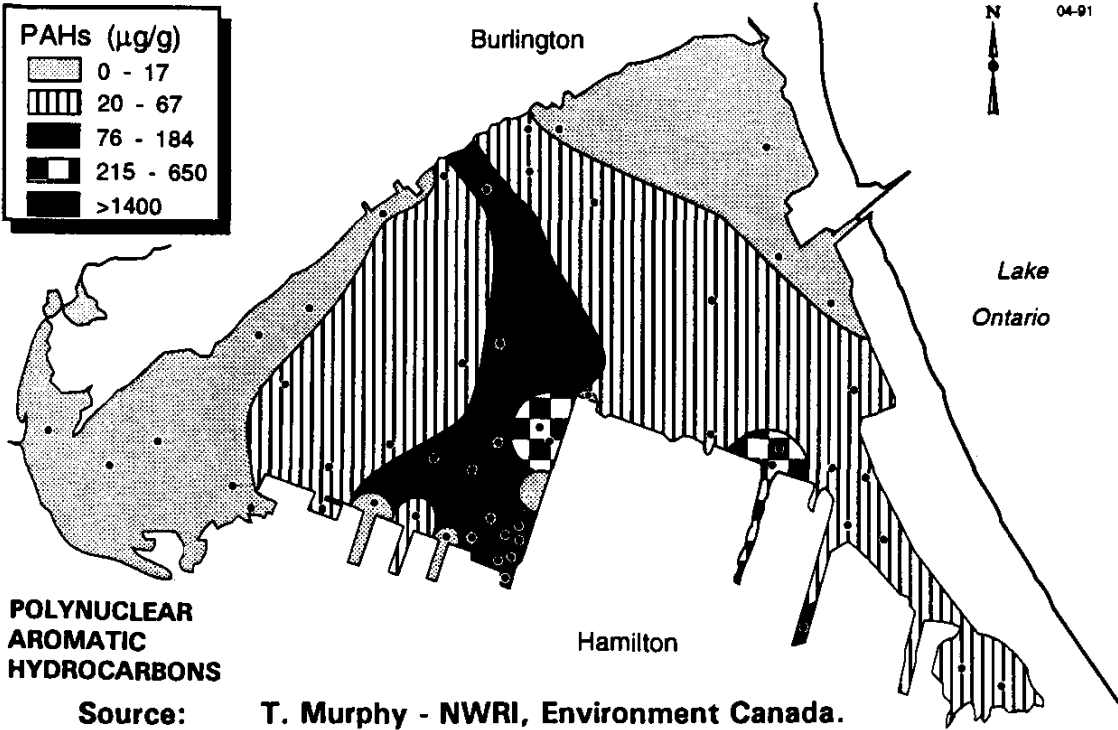 PAHs (µg/g)
0 - 17
20 - 67
76 - 184
215 - 650
>1400
Burlington
N
04-91
Lake
Ontario
Hamilton
POLYNUCLEAR
AROMATIC
HYDROCARBONS
Source: T. Murphy - NWRI, Environment Canada.